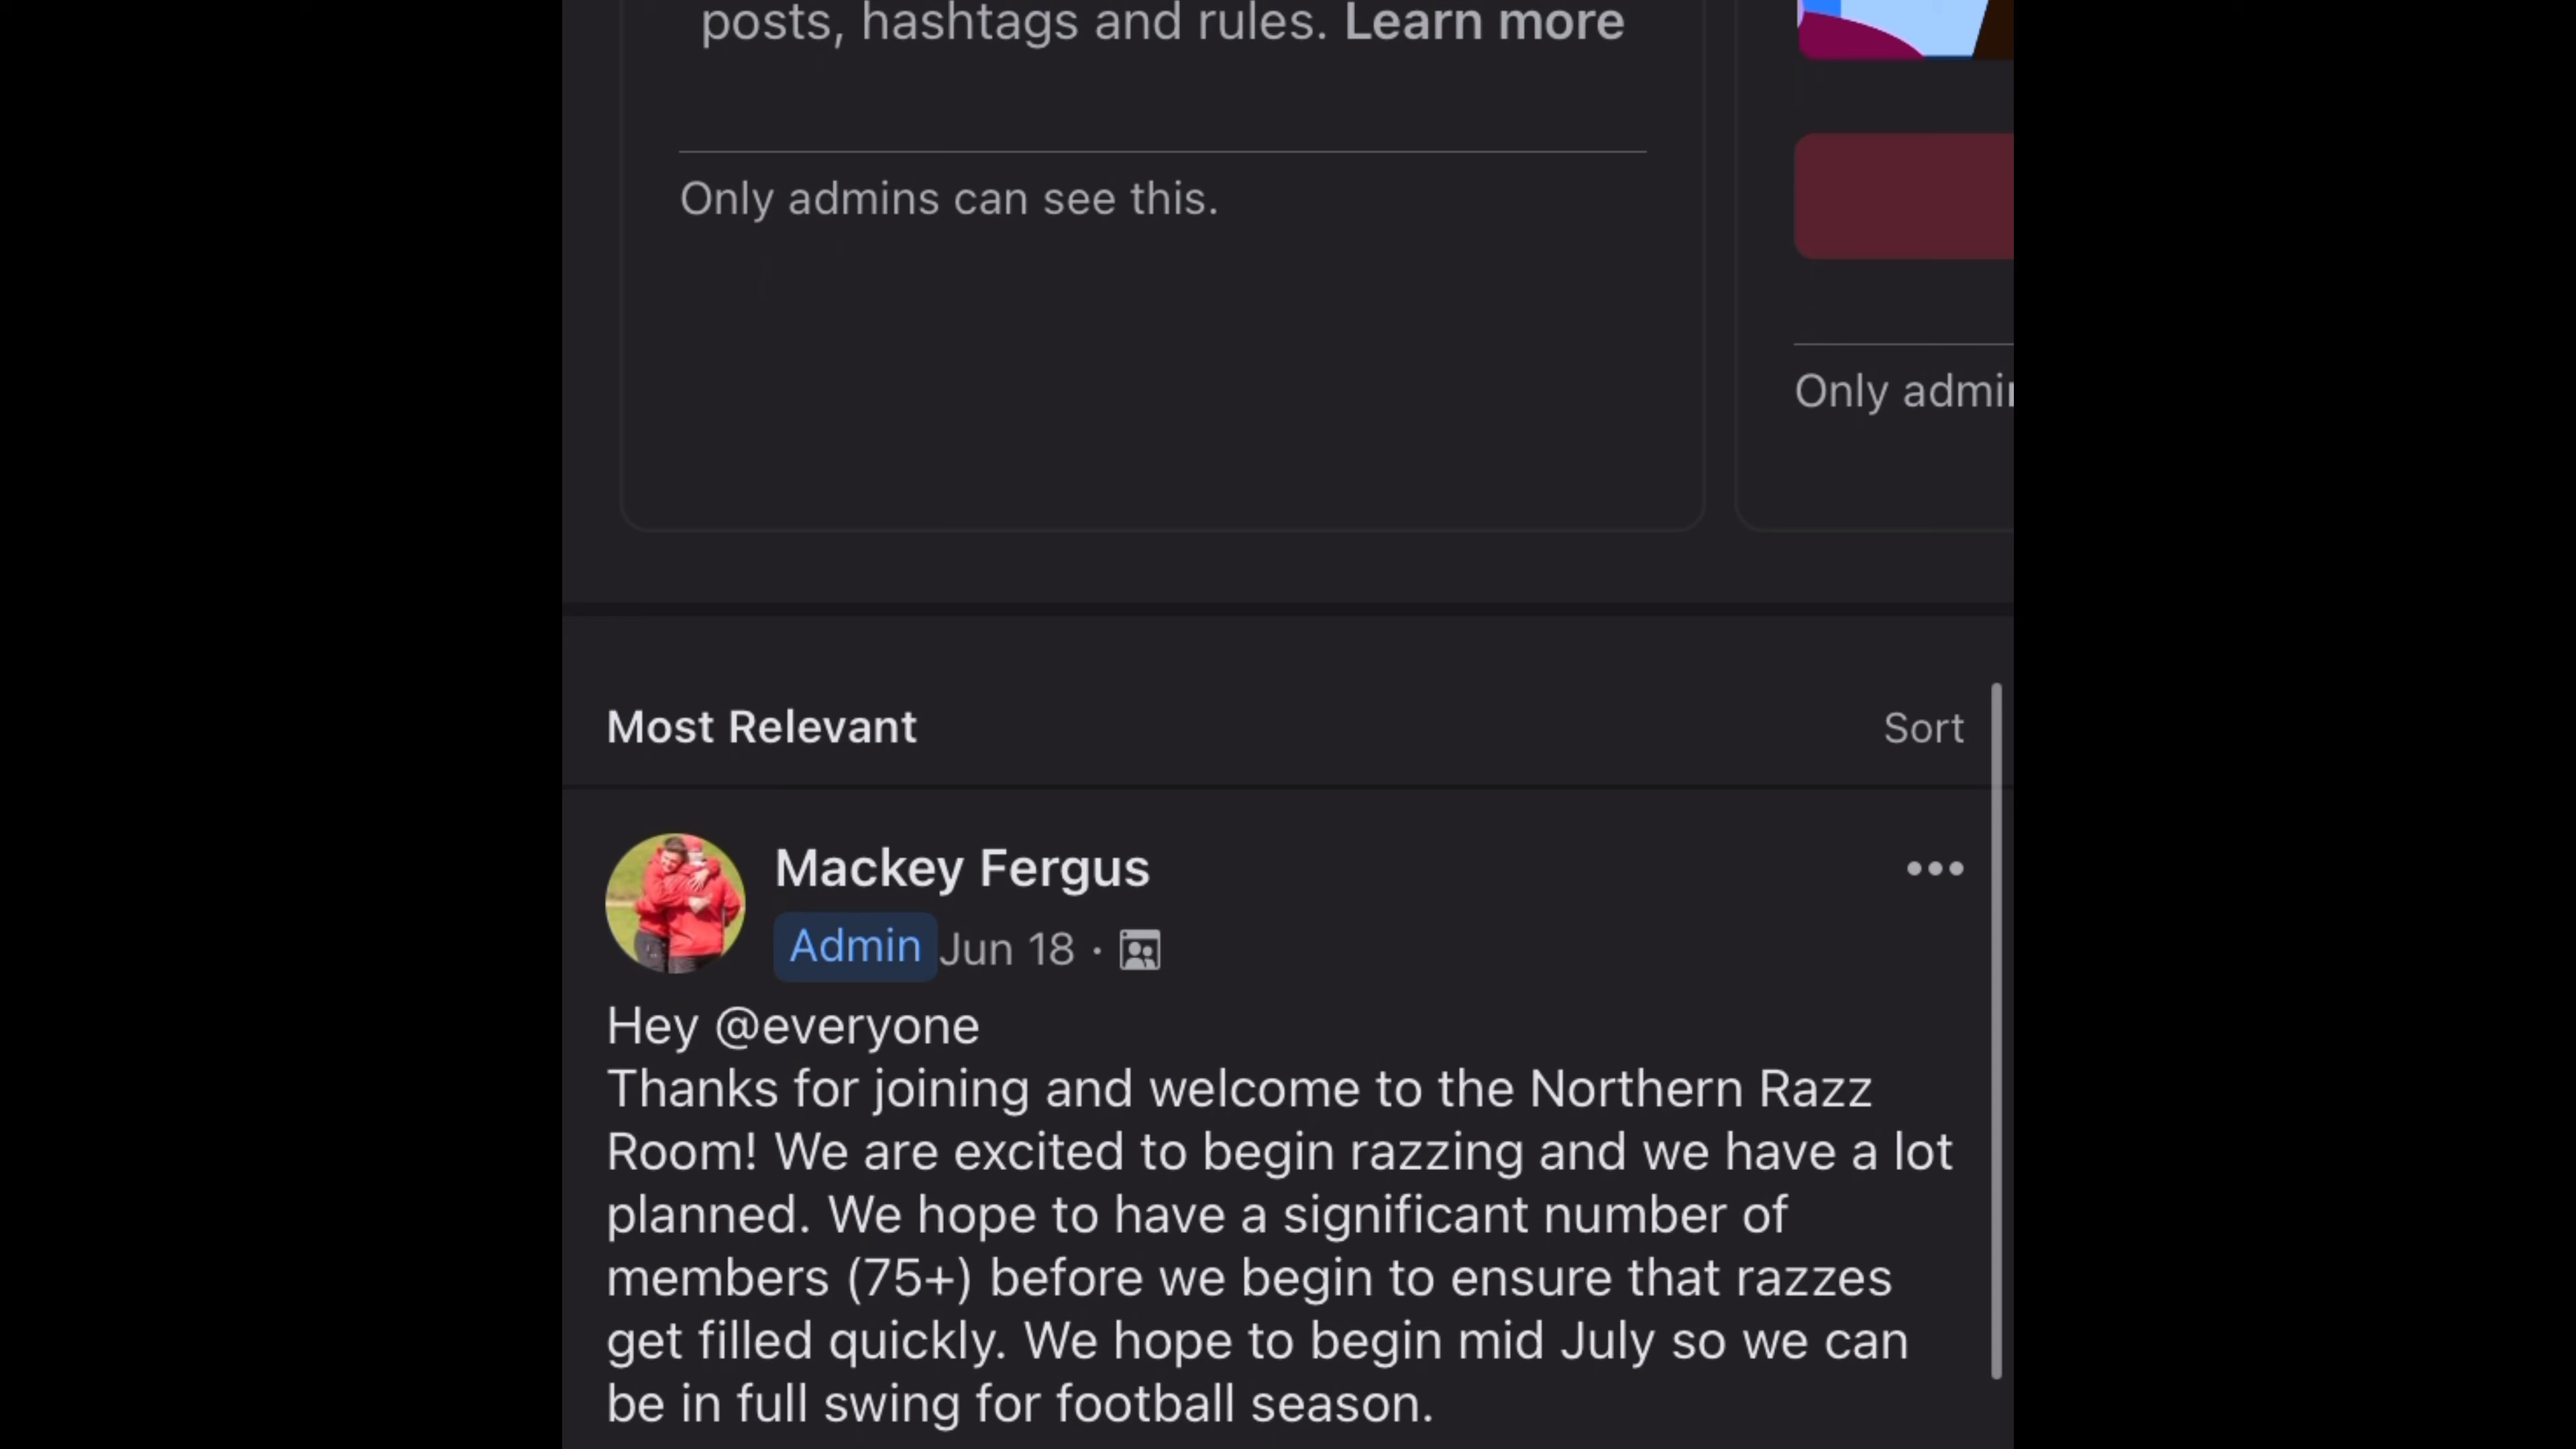 posts, hashtags and rules. Learn more
Only admins can see this.
Only admi
Most Relevant
Sort
Mackey Fergus
Admin Jun 18 ·
Hey @everyone
Thanks for joining and welcome to the Northern Razz
Room! We are excited to begin razzing and we have a lot
planned. We hope to have a significant number of
members (75+) before we begin to ensure that razzes
get filled quickly. We hope to begin mid July so we can
be in full swing for football season.